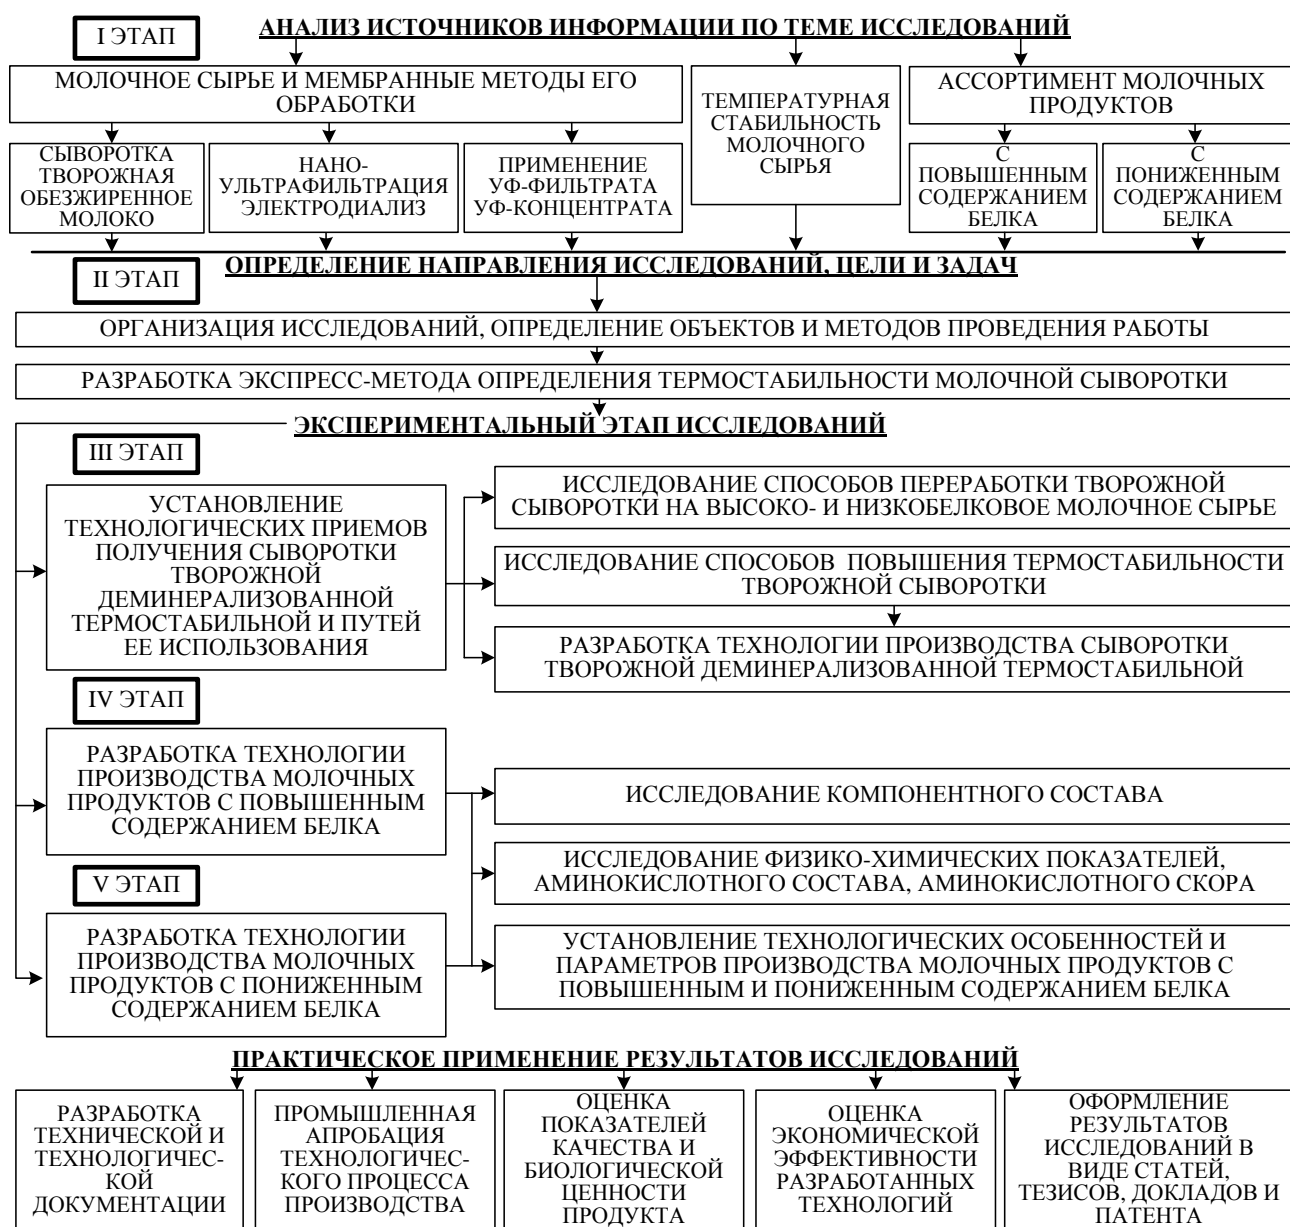 I ЭТАП
АНАЛИЗ ИСТОЧНИКОВ ИНФОРМАЦИИ ПО ТЕМЕ ИССЛЕДОВАНИЙ
МОЛОЧНОЕ СЫРЬЕ И МЕМБРАННЫЕ МЕТОДЫ ЕГО
ОБРАБОТКИ
ТЕМПЕРАТУРНАЯ
СТАБИЛЬНОСТЬ
МОЛОЧНОГО
СЫРЬЯ
АССОРТИМЕНТ МОЛОЧНЫХ
ПРОДУКТОВ
СЫВОРОТКА
ТВОРОЖНАЯ
ОБЕЗЖИРЕННОЕ
МОЛОКО
НАНО-
УЛЬТРАФИЛЬТРАЦИЯ
ЭЛЕКТРОДИАЛИЗ
ПРИМЕНЕНИЕ
УФ-ФИЛЬТРАТА
УФ-КОНЦЕНТРАТА
С
ПОВЫШЕННЫМ
СОДЕРЖАНИЕМ
БЕЛКА
С
ПОНИЖЕННЫМ
СОДЕРЖАНИЕМ
БЕЛКА
ОПРЕДЕЛЕНИЕ НАПРАВЛЕНИЯ ИССЛЕДОВАНИЙ, ЦЕЛИ И ЗАДАЧ
II ЭТАП
ОРГАНИЗАЦИЯ ИССЛЕДОВАНИЙ, ОПРЕДЕЛЕНИЕ ОБЪЕКТОВ И МЕТОДОВ ПРОВЕДЕНИЯ РАБОТЫ
РАЗРАБОТКА ЭКСПРЕСС-МЕТОДА ОПРЕДЕЛЕНИЯ ТЕРМОСТАБИЛЬНОСТИ МОЛОЧНОЙ СЫВОРОТКИ
ЭКСПЕРИМЕНТАЛЬНЫЙ ЭТАП ИССЛЕДОВАНИЙ
III ЭТАП
УСТАНОВЛЕНИЕ
ТЕХНОЛОГИЧЕСКИХ ПРИЕМОВ
ПОЛУЧЕНИЯ СЫВОРОТКИ
ТВОРОЖНОЙ
ДЕМИНЕРАЛИЗОВАННОЙ
ТЕРМОСТАБИЛЬНОЙ И ПУТЕЙ
ЕЕ ИСПОЛЬЗОВАНИЯ
ИССЛЕДОВАНИЕ СПОСОБОВ ПЕРЕРАБОТКИ ТВОРОЖНОЙ
СЫВОРОТКИ НА ВЫСОКО- И НИЗКОБЕЛКОВОЕ МОЛОЧНОЕ СЫРЬЕ
ИССЛЕДОВАНИЕ СПОСОБОВ ПОВЫШЕНИЯ ТЕРМОСТАБИЛЬНОСТИ
ТВОРОЖНОЙ СЫВОРОТКИ
РАЗРАБОТКА ТЕХНОЛОГИИ ПРОИЗВОДСТВА СЫВОРОТКИ
ТВОРОЖНОЙ ДЕМИНЕРАЛИЗОВАННОЙ ТЕРМОСТАБИЛЬНОЙ
IV ЭТАП
РАЗРАБОТКА ТЕХНОЛОГИИ
ПРОИЗВОДСТВА МОЛОЧНЫХ
ПРОДУКТОВ С ПОВЫШЕННЫМ
СОДЕРЖАНИЕМ БЕЛКА
ИССЛЕДОВАНИЕ КОМПОНЕНТНОГО СОСТАВА
ИССЛЕДОВАНИЕ ФИЗИКО-ХИМИЧЕСКИХ ПОКАЗАТЕЛЕЙ,
АМИНОКИСЛОТНОГО СОСТАВА, АМИНОКИСЛОТНОГО СКОРА
V ЭТАП
РАЗРАБОТКА ТЕХНОЛОГИИ
ПРОИЗВОДСТВА МОЛОЧНЫХ
ПРОДУКТОВ С ПОНИЖЕННЫМ
СОДЕРЖАНИЕМ БЕЛКА
УСТАНОВЛЕНИЕ ТЕХНОЛОГИЧЕСКИХ ОСОБЕННОСТЕЙ И
ПАРАМЕТРОВ ПРОИЗВОДСТВА МОЛОЧНЫХ ПРОДУКТОВ С
ПОВЫШЕННЫМ И ПОНИЖЕННЫМ СОДЕРЖАНИЕМ БЕЛКА
ПРАКТИЧЕСКОЕ ПРИМЕНЕНИЕ РЕЗУЛЬТАТОВ ИССЛЕДОВАНИЙ
РАЗРАБОТКА
ТЕХНИЧЕСКОЙ И
ТЕХНОЛОГИЧЕС-
КОЙ
ДОКУМЕНТАЦИИ
ПРОМЫШЛЕННАЯ
АПРОБАЦИЯ
ТЕХНОЛОГИЧЕС-
КОГО ПРОЦЕССА
ПРОИЗВОДСТВА
ОЦЕНКА
ПОКАЗАТЕЛЕЙ
КАЧЕСТВА И
БИОЛОГИЧЕСКОЙ
ЦЕННОСТИ
ПРОДУКТА
ОЦЕНКА
ЭКОНОМИЧЕСКОЙ
ЭФФЕКТИВНОСТИ
РАЗРАБОТАННЫХ
ТЕХНОЛОГИЙ
ОФОРМЛЕНИЕ
РЕЗУЛЬТАТОВ
ИССЛЕДОВАНИЙ В
ВИДЕ СТАТЕЙ,
ТЕЗИСОВ, ДОКЛАДОВ И
ПАТЕНТА